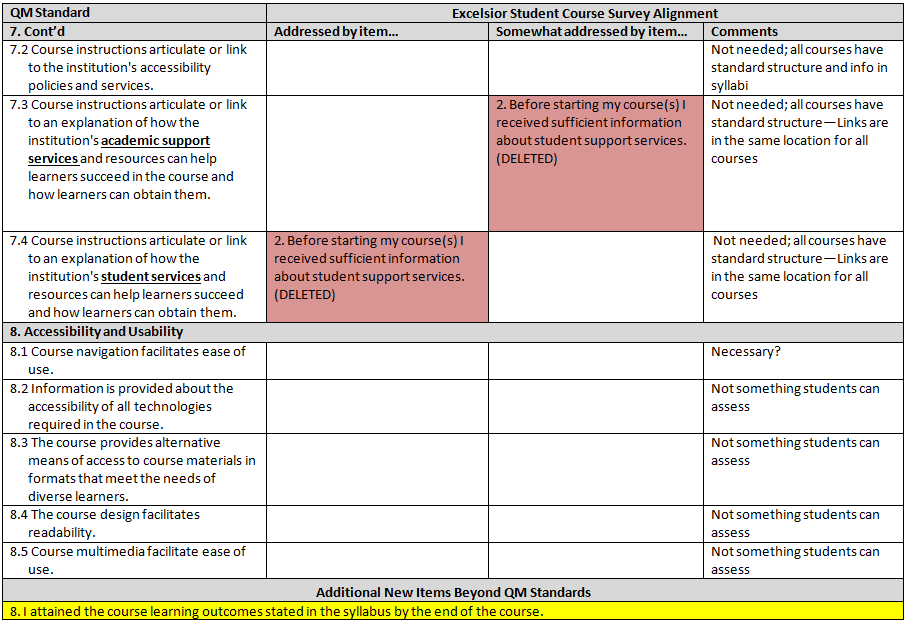 QM Standard
Excelsior Student Course Survey Alignment
7. Cont'd
Addressed by item...
Somewhat addressed by item...
Comments
7.2 Course instructions articulate or link
to the institution's accessibility
policies and services.
Not needed; all courses have
standard structure and info in
syllabi
7.3 Course instructions articulate or link
to an explanation of how the
institution's academic support
services and resources can help
learners succeed in the course and
how learners can obtain them.
2. Before starting my course(s) I
received sufficient information
about student support services.
(DELETED)
Not needed; all courses have
standard structure—Links are
in the same location for all
courses
7.4 Course instructions articulate or link
to an explanation of how the
institution's student services and
resources can help learners succeed
and how learners can obtain them.
2. Before starting my course(s) I
received sufficient information
about student support services.
(DELETED)
Not needed; all courses have
standard structure—Links are
in the same location for all
courses
8. Accessibility and Usability
8.1 Course navigation facilitates ease of
use.
Necessary?
8.2 Information is provided about the
accessibility of all technologies
required in the course.
Not something students can
assess
8.3 The course provides alternative
means of access to course materials in
formats that meet the needs of
diverse learners.
Not something students can
assess
8.4 The course design facilitates
readability.
Not something students can
assess
8.5 Course multimedia facilitate ease of
use.
Not something students can
assess
Additional New Items Beyond QM Standards
8. I attained the course learning outcomes stated in the syllabus by the end of the course.